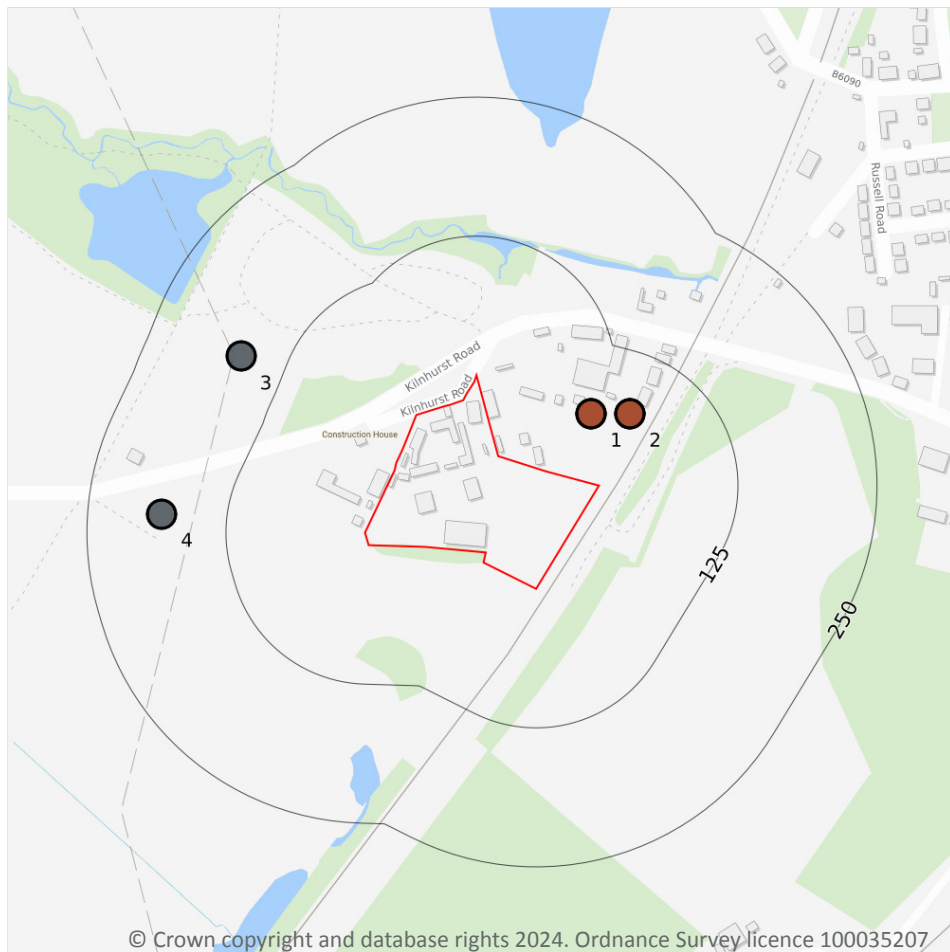 B6090
Russell Road
Kilnhurst Road
Kilnhurst Road
Construction House
3
1
2
4
125
250
© Crown copyright and database rights 2024. Ordnance Survey licence 100035207